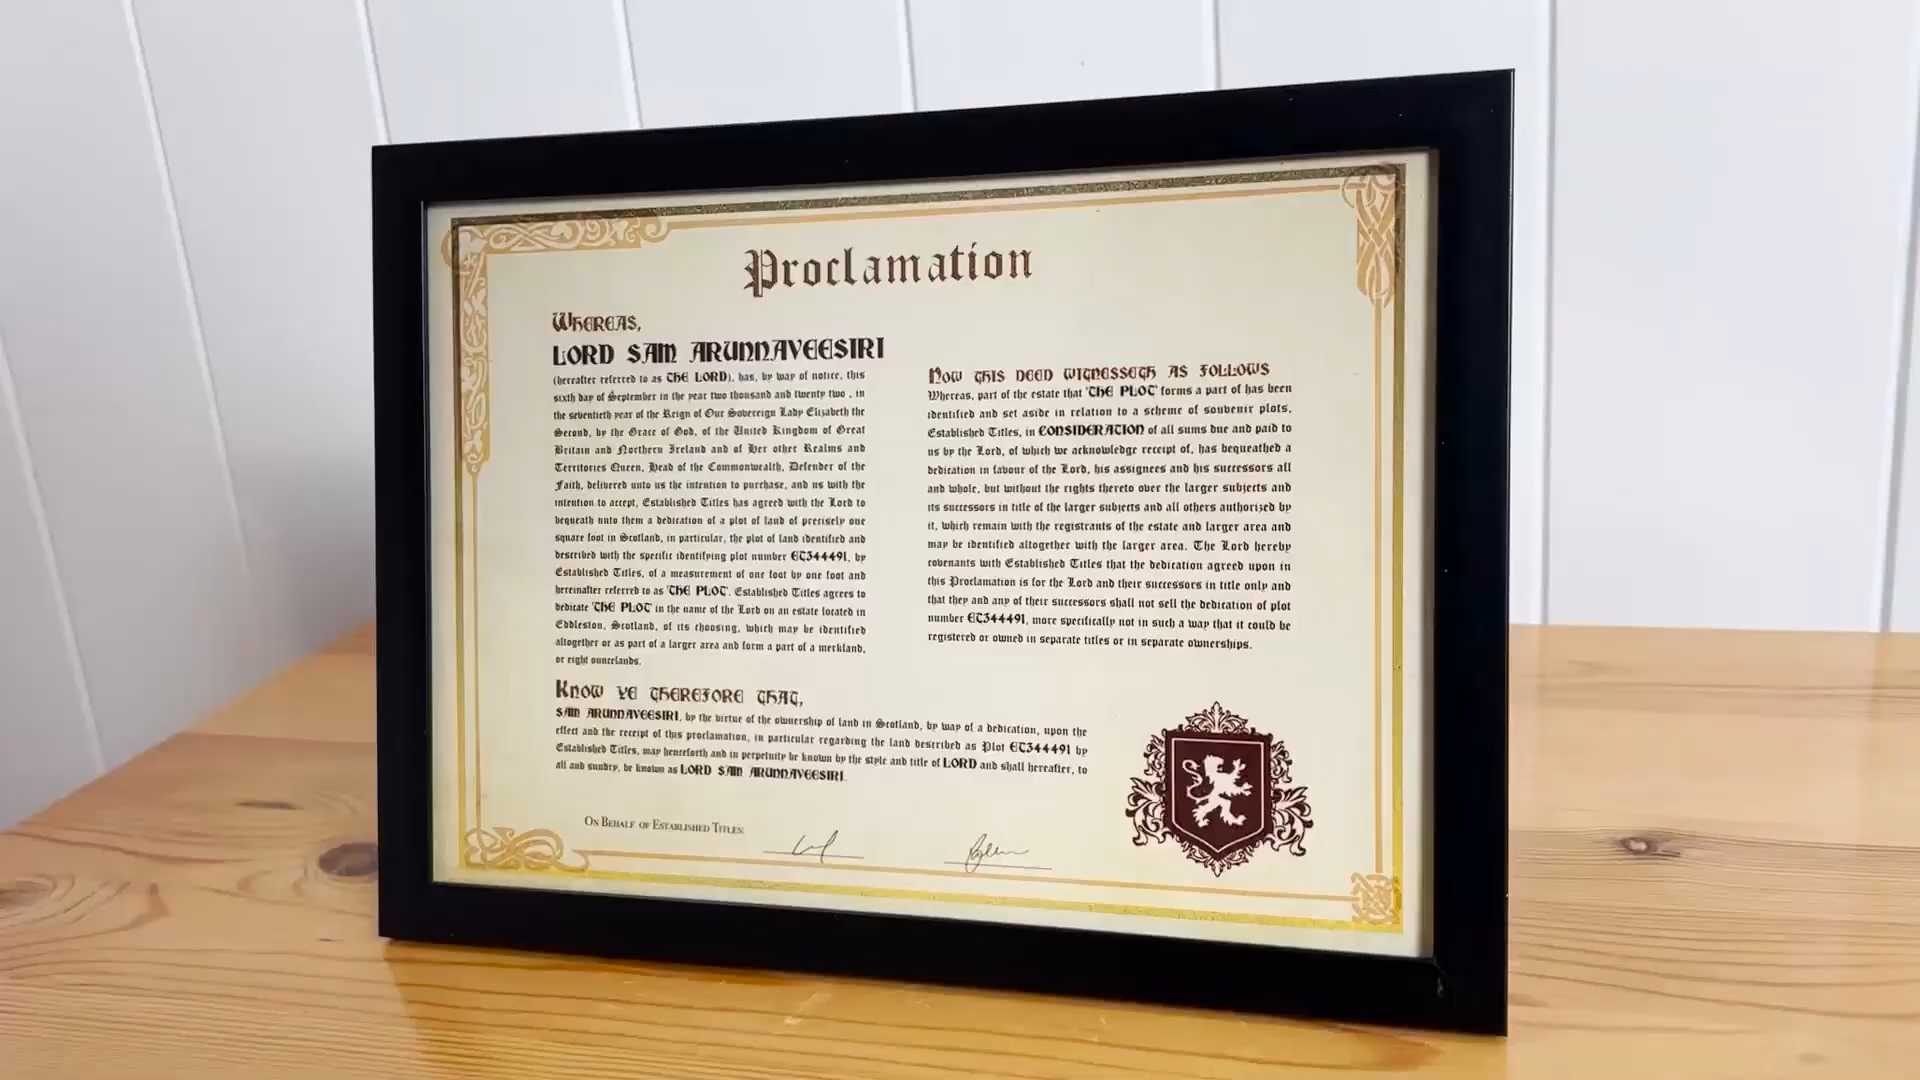 Proclamation
Whereas,
LORD SAM ARUNNAVEESIRI
(hereafter referred to as THE LORD), has, by way of notice, this
sixth day of September in the year two thousand and twenty two , in
the seventieth year of the Reign of Our Sovereign Lady Elizabeth the
Second, by the Grace of God, of the United Kingdom of Great
Britain and Northern Ireland and of Her other Realms and
Territories Queen, Head of the Commonwealth, Defender of the
Faith, delivered unto us the intention to purchase, and us with the
intention to accept, Established Titles has agreed with the Lord to
bequeath unto them a dedication of a plot of land of precisely one
square foot in Scotland, in particular, the plot of land identified and
described with the specific identifying plot number ET344491, by
Established Titles, of a measurement of one foot by one foot and
hereinafter referred to as 'THE PLOT'. Established Titles agrees to
dedicate 'THE PLOT' in the name of the Lord on an estate located in
Eddleston, Scotland, of its choosing, which may be identified
altogether or as part of a larger area and form a part of a merkland,
or eight ouncelands.
Now this deed witnesseth as follows
Whereas, part of the estate that 'THE PLOT' forms a part of has been
identified and set aside in relation to a scheme of souvenir plots,
Established Titles, in CONSIDERATION of all sums due and paid to
us by the Lord, of which we acknowledge receipt of, has bequeathed a
dedication in favour of the Lord, his assignees and his successors all
and whole, but without the rights thereto over the larger subjects and
its successors in title of the larger subjects and all others authorized by
it, which remain with the registrants of the estate and larger area and
may be identified altogether with the larger area. The Lord hereby
covenants with Established Titles that the dedication agreed upon in
this Proclamation is for the Lord and their successors in title only and
that they and any of their successors shall not sell the dedication of plot
number ET344491, more specifically not in such a way that it could be
registered or owned in separate titles or in separate ownerships.
Know ye therefore that,
SAM ARUNNAVEESIRI, by the virtue of the ownership of land in Scotland, by way of a dedication, upon the
effect and the receipt of this proclamation, in particular regarding the land described as Plot ET344491 by
Established Titles, may henceforth and in perpetuity be known by the style and title of LORD and shall hereafter, to
all and sundry, be known as LORD SAM ARUNNAVEESIRI.
On Behalf of Established Titles: